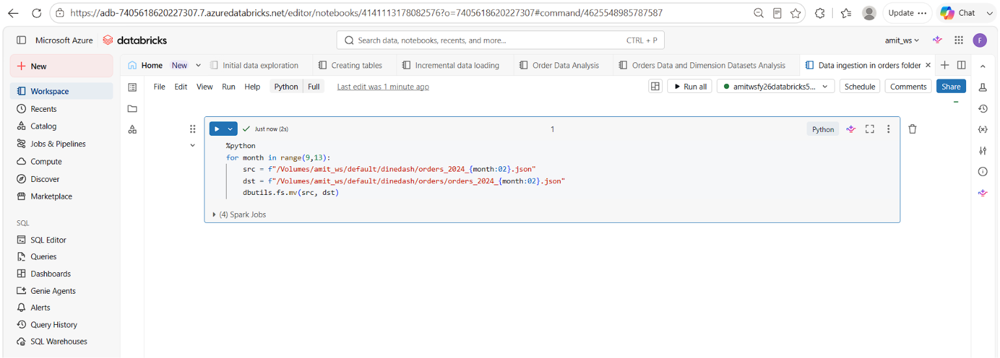 https://adb-7405618620227307.7.azuredatabricks.net/editor/notebooks/4141113178082576?o=7405618620227307#command/4625548985787587
Update
Chat
Microsoft Azure
databricks
Search data, notebooks, recents, and more...
CTRL + P
amit_ws
F
New
Workspace
Recents
Catalog
Jobs & Pipelines
Compute
Discover
Marketplace
SQL
SQL Editor
Queries
Dashboards
Genie Agents
Alerts
Query History
SQL Warehouses
Home New
Initial data exploration
Creating tables
Incremental data loading
Order Data Analysis
Orders Data and Dimension Datasets Analysis
Data ingestion in orders folder
File Edit View Run Help Python Full Last edit was 1 minute ago
Run all
amitwsfy26databricks5...
Schedule
Comments
Share
Just now (2s)
1
Python
%python
for month in range(9,13):
    src = f"/Volumes/amit_ws/default/dinedash/orders_2024_{month:02}.json"
    dst = f"/Volumes/amit_ws/default/dinedash/orders/orders_2024_{month:02}.json"
    dbutils.fs.mv(src, dst)
(4) Spark Jobs